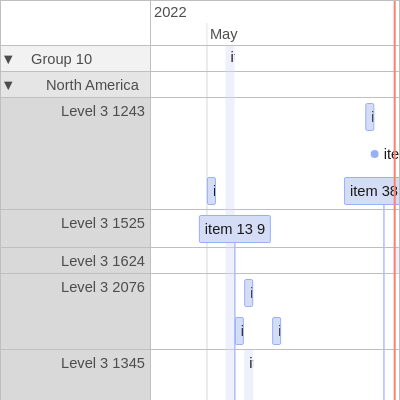 2022
May
▼ Group 10
▼ North America
Level 3 1243
item 38
Level 3 1525
item 13 9
Level 3 1624
Level 3 2076
i
i
i
Level 3 1345